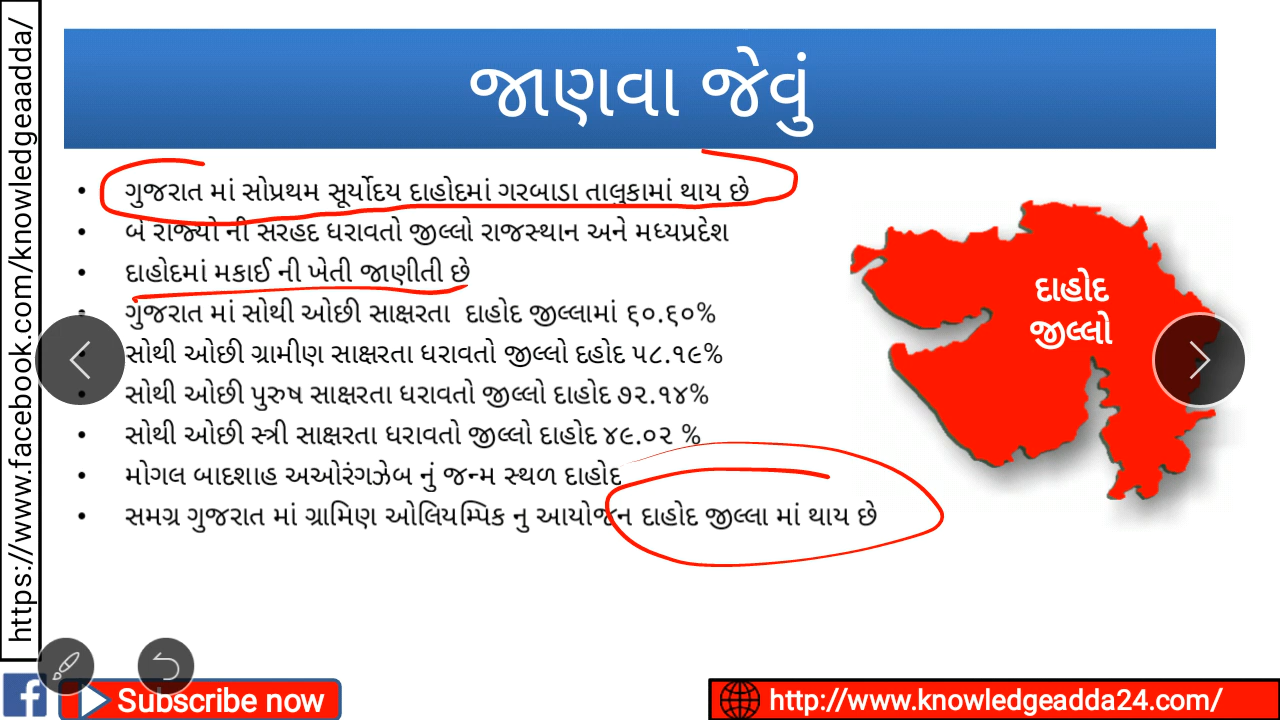 https://www.facebook.com/knowledgeaadda/
જાણવા જેવું
• ગુજરાત માં સોપ્રથમ સૂર્યોદય દાહોદમાં ગરબાડા તાલુકામાં થાય છે
• બે રાજ્યો ની સરહદ ધરાવતો જીલ્લો રાજસ્થાન અને મધ્યપ્રદેશ
• દાહોદમાં મકાઈ ની ખેતી જાણીતી છે
• ગુજરાત માં સોથી ઓછી સાક્ષરતા દાહોદ જીલ્લામાં ૬૦.૬૦%
• સોથી ઓછી ગ્રામીણ સાક્ષરતા ધરાવતો જીલ્લો દહોદ ૫૮.૧૯%
• સોથી ઓછી પુરુષ સાક્ષરતા ધરાવતો જીલ્લો દાહોદ ૭૨.૧૪%
• સોથી ઓછી સ્ત્રી સાક્ષરતા ધરાવતો જીલ્લો દાહોદ ૪૯.૦૨ %
• મોગલ બાદશાહ અઓરંગઝેબ નું જન્મ સ્થળ દાહોદ
• સમગ્ર ગુજરાત માં ગ્રામિણ ઓલિયમ્પિક નુ આયોજન દાહોદ જીલ્લા માં થાય છે
દાહોદ
જીલ્લો
Subscribe now
http://www.knowledgeadda24.com/